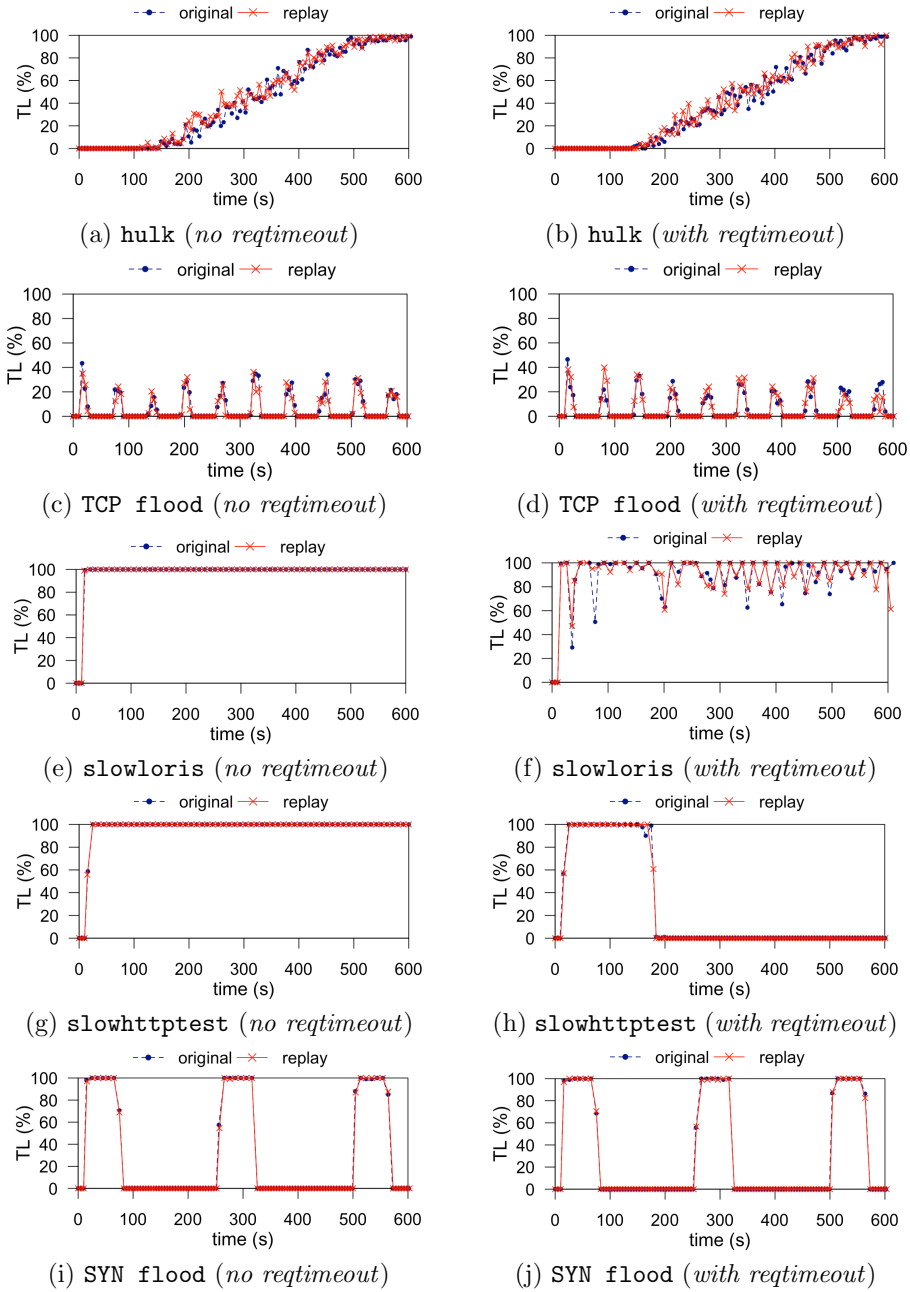 original replay original replay
100 100
80 80
60 60
40 40
20 20
0 0
TL (%) TL (%)
0 100 200 300 400 500 600 0 100 200 300 400 500 600
time (s) time (s)
(a) hulk (no reqtimeout) (b) hulk (with reqtimeout)
original replay original replay
100 100
80 80
60 60
40 40
20 20
0 0
TL (%) TL (%)
0 100 200 300 400 500 600 0 100 200 300 400 500 600
time (s) time (s)
(c) TCP flood (no reqtimeout) (d) TCP flood (with reqtimeout)
original replay original replay
100 100
80 80
60 60
40 40
20 20
0 0
TL (%) TL (%)
0 100 200 300 400 500 600 0 100 200 300 400 500 600
time (s) time (s)
(e) slowloris (no reqtimeout) (f) slowloris (with reqtimeout)
original replay original replay
100 100
80 80
60 60
40 40
20 20
0 0
TL (%) TL (%)
0 100 200 300 400 500 600 0 100 200 300 400 500 600
time (s) time (s)
(g) slowhttptest (no reqtimeout) (h) slowhttptest (with reqtimeout)
original replay original replay
100 100
80 80
60 60
40 40
20 20
0 0
TL (%) TL (%)
0 100 200 300 400 500 600 0 100 200 300 400 500 600
time (s) time (s)
(i) SYN flood (no reqtimeout) (j) SYN flood (with reqtimeout)